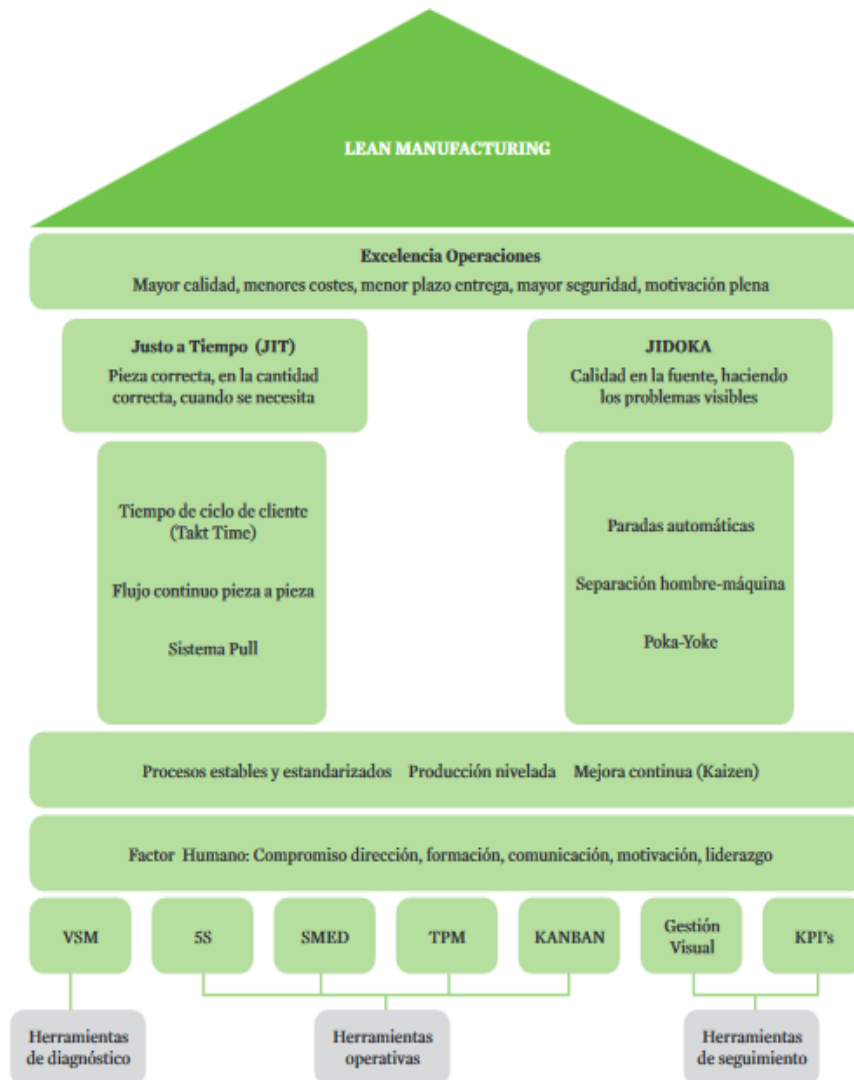 LEAN MANUFACTURING
Excelencia Operaciones
Mayor calidad, menores costes, menor plazo entrega, mayor seguridad, motivación plena
Justo a Tiempo (JIT)
Pieza correcta, en la cantidad
correcta, cuando se necesita
JIDOKA
Calidad en la fuente, haciendo
los problemas visibles
Tiempo de ciclo de cliente
(Takt Time)
Flujo continuo pieza a pieza
Sistema Pull
Paradas automáticas
Separación hombre-máquina
Poka-Yoke
Procesos estables y estandarizados Producción nivelada Mejora continua (Kaizen)
Factor Humano: Compromiso dirección, formación, comunicación, motivación, liderazgo
VSM
5S
SMED
TPM
KANBAN
Gestión
Visual
KPI's
Herramientas
de diagnóstico
Herramientas
operativas
Herramientas
de seguimiento